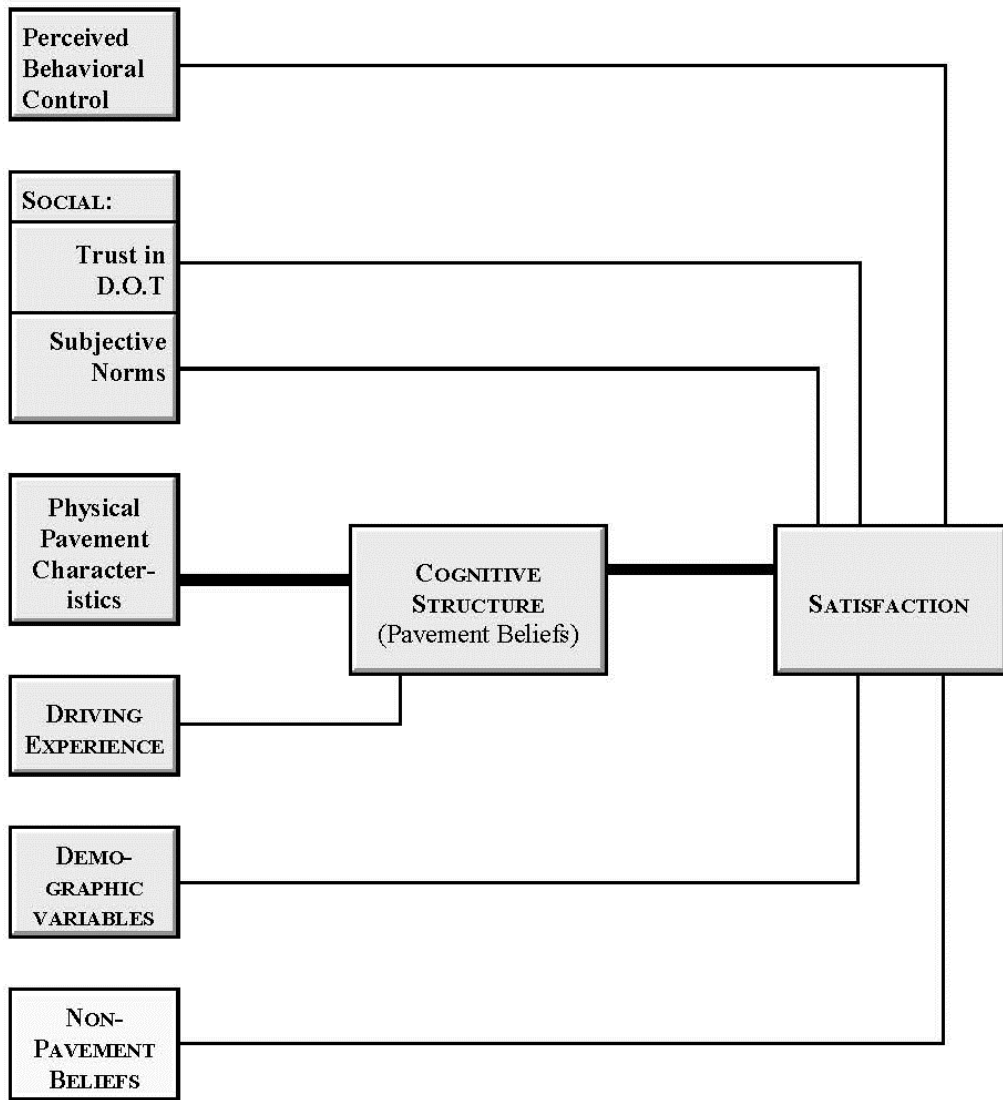 Perceived
Behavioral
Control
SOCIAL:
Trust in
D.O.T
Subjective
Norms
Physical
Pavement
Character-
istics
COGNITIVE
STRUCTURE
(Pavement Beliefs)
SATISFACTION
DRIVING
EXPERIENCE
DEMO-
GRAPHIC
VARIABLES
NON-
PAVEMENT
BELIEFS